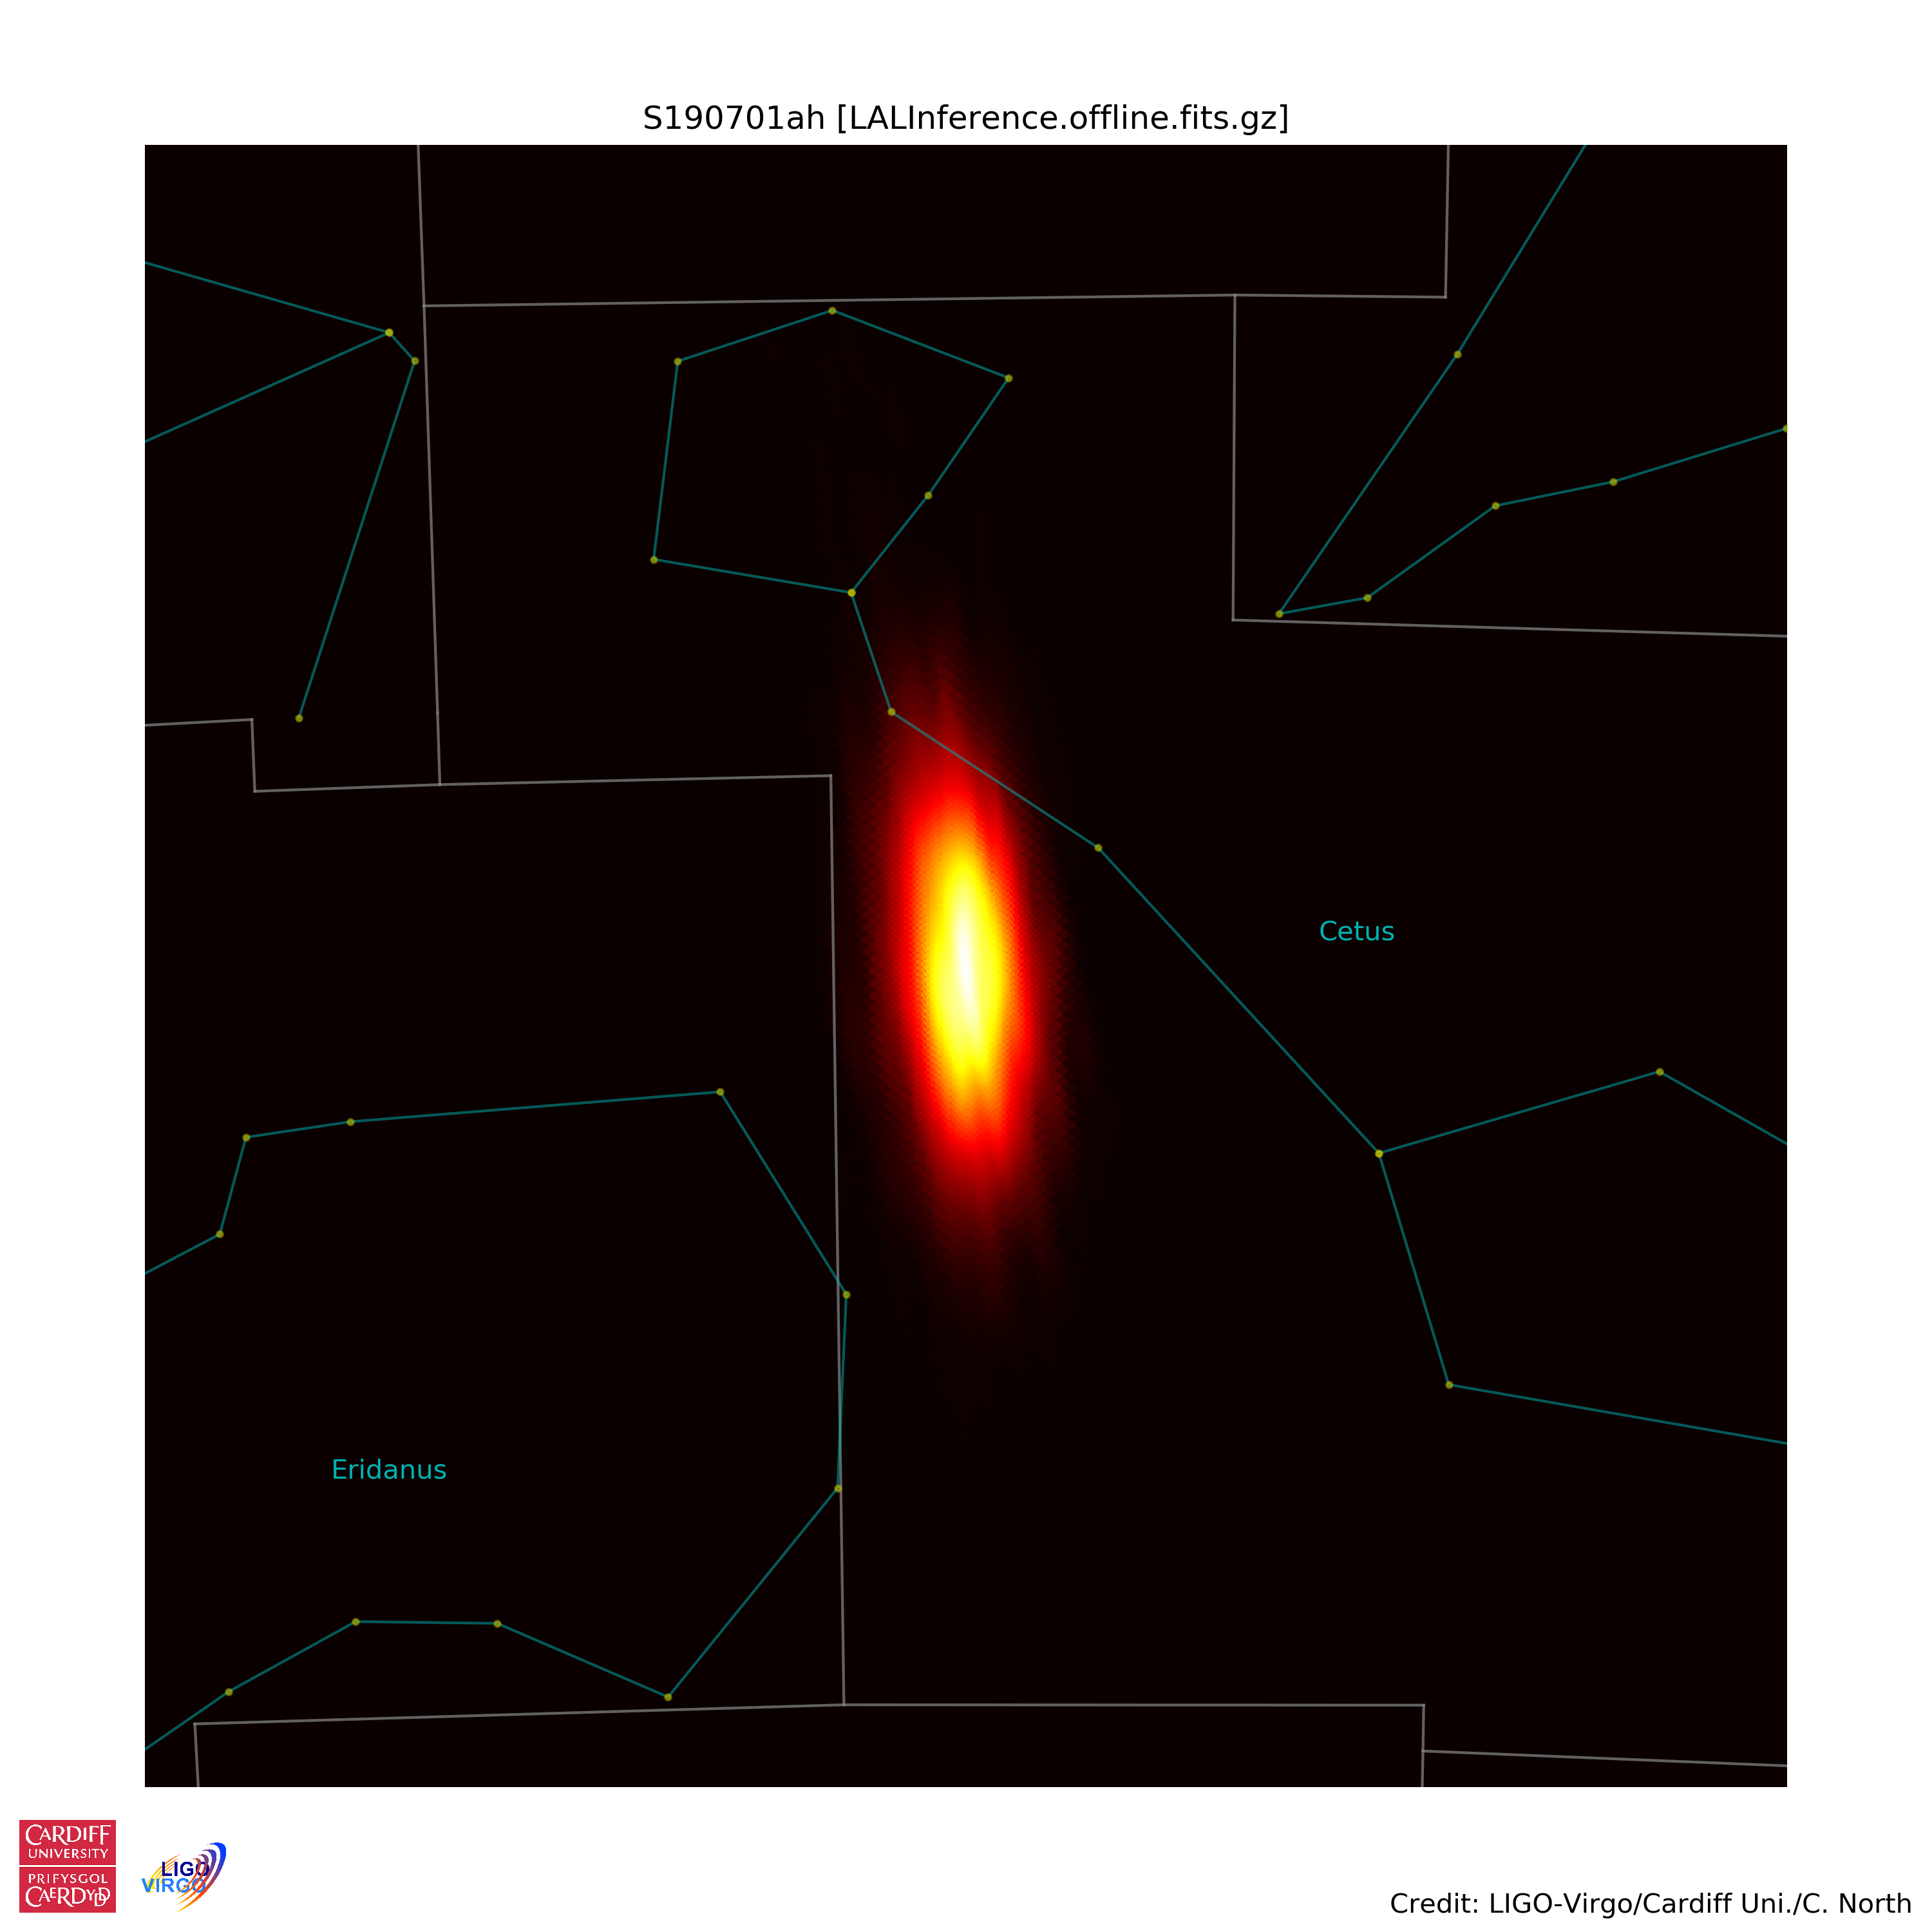 S190701ah [LALInference.offline.fits.gz]
Cetus
Eridanus
CARDIFF
UNIVERSITY
PRIFYSGOL
CAERDYDD
LIGO
VIRGO
Credit: LIGO-Virgo/Cardiff Uni./C. North